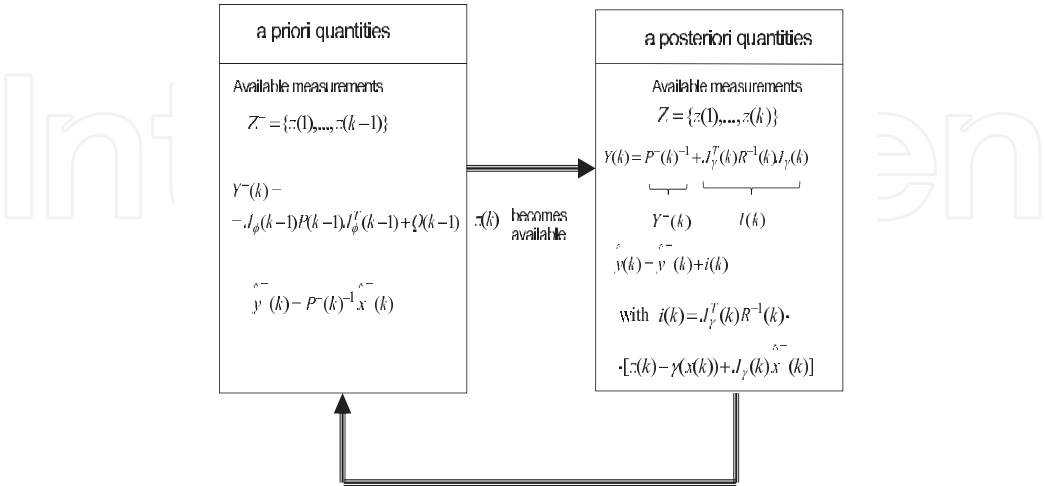 a priori quantities
Available measurements
Z⁻ = {z(1),...,z(k−1)}
Y⁻(k) =
= J_ϕ(k−1)P(k−1)J_ϕ^T(k−1)+Q(k−1)
ŷ⁻(k) = P⁻(k)⁻¹ x̂⁻(k)
z(k) becomes
available
a posteriori quantities
Available measurements
Z = {z(1),...,z(k)}
Y(k) = P⁻(k)⁻¹ + J_γ^T(k)R⁻¹(k)J_γ(k)
Y⁻(k) I(k)
ŷ(k) = ŷ⁻(k) + i(k)
with i(k) = J_γ^T(k)R⁻¹(k)·
·[z(k) − γ(x(k)) + J_γ(k)x̂⁻(k)]